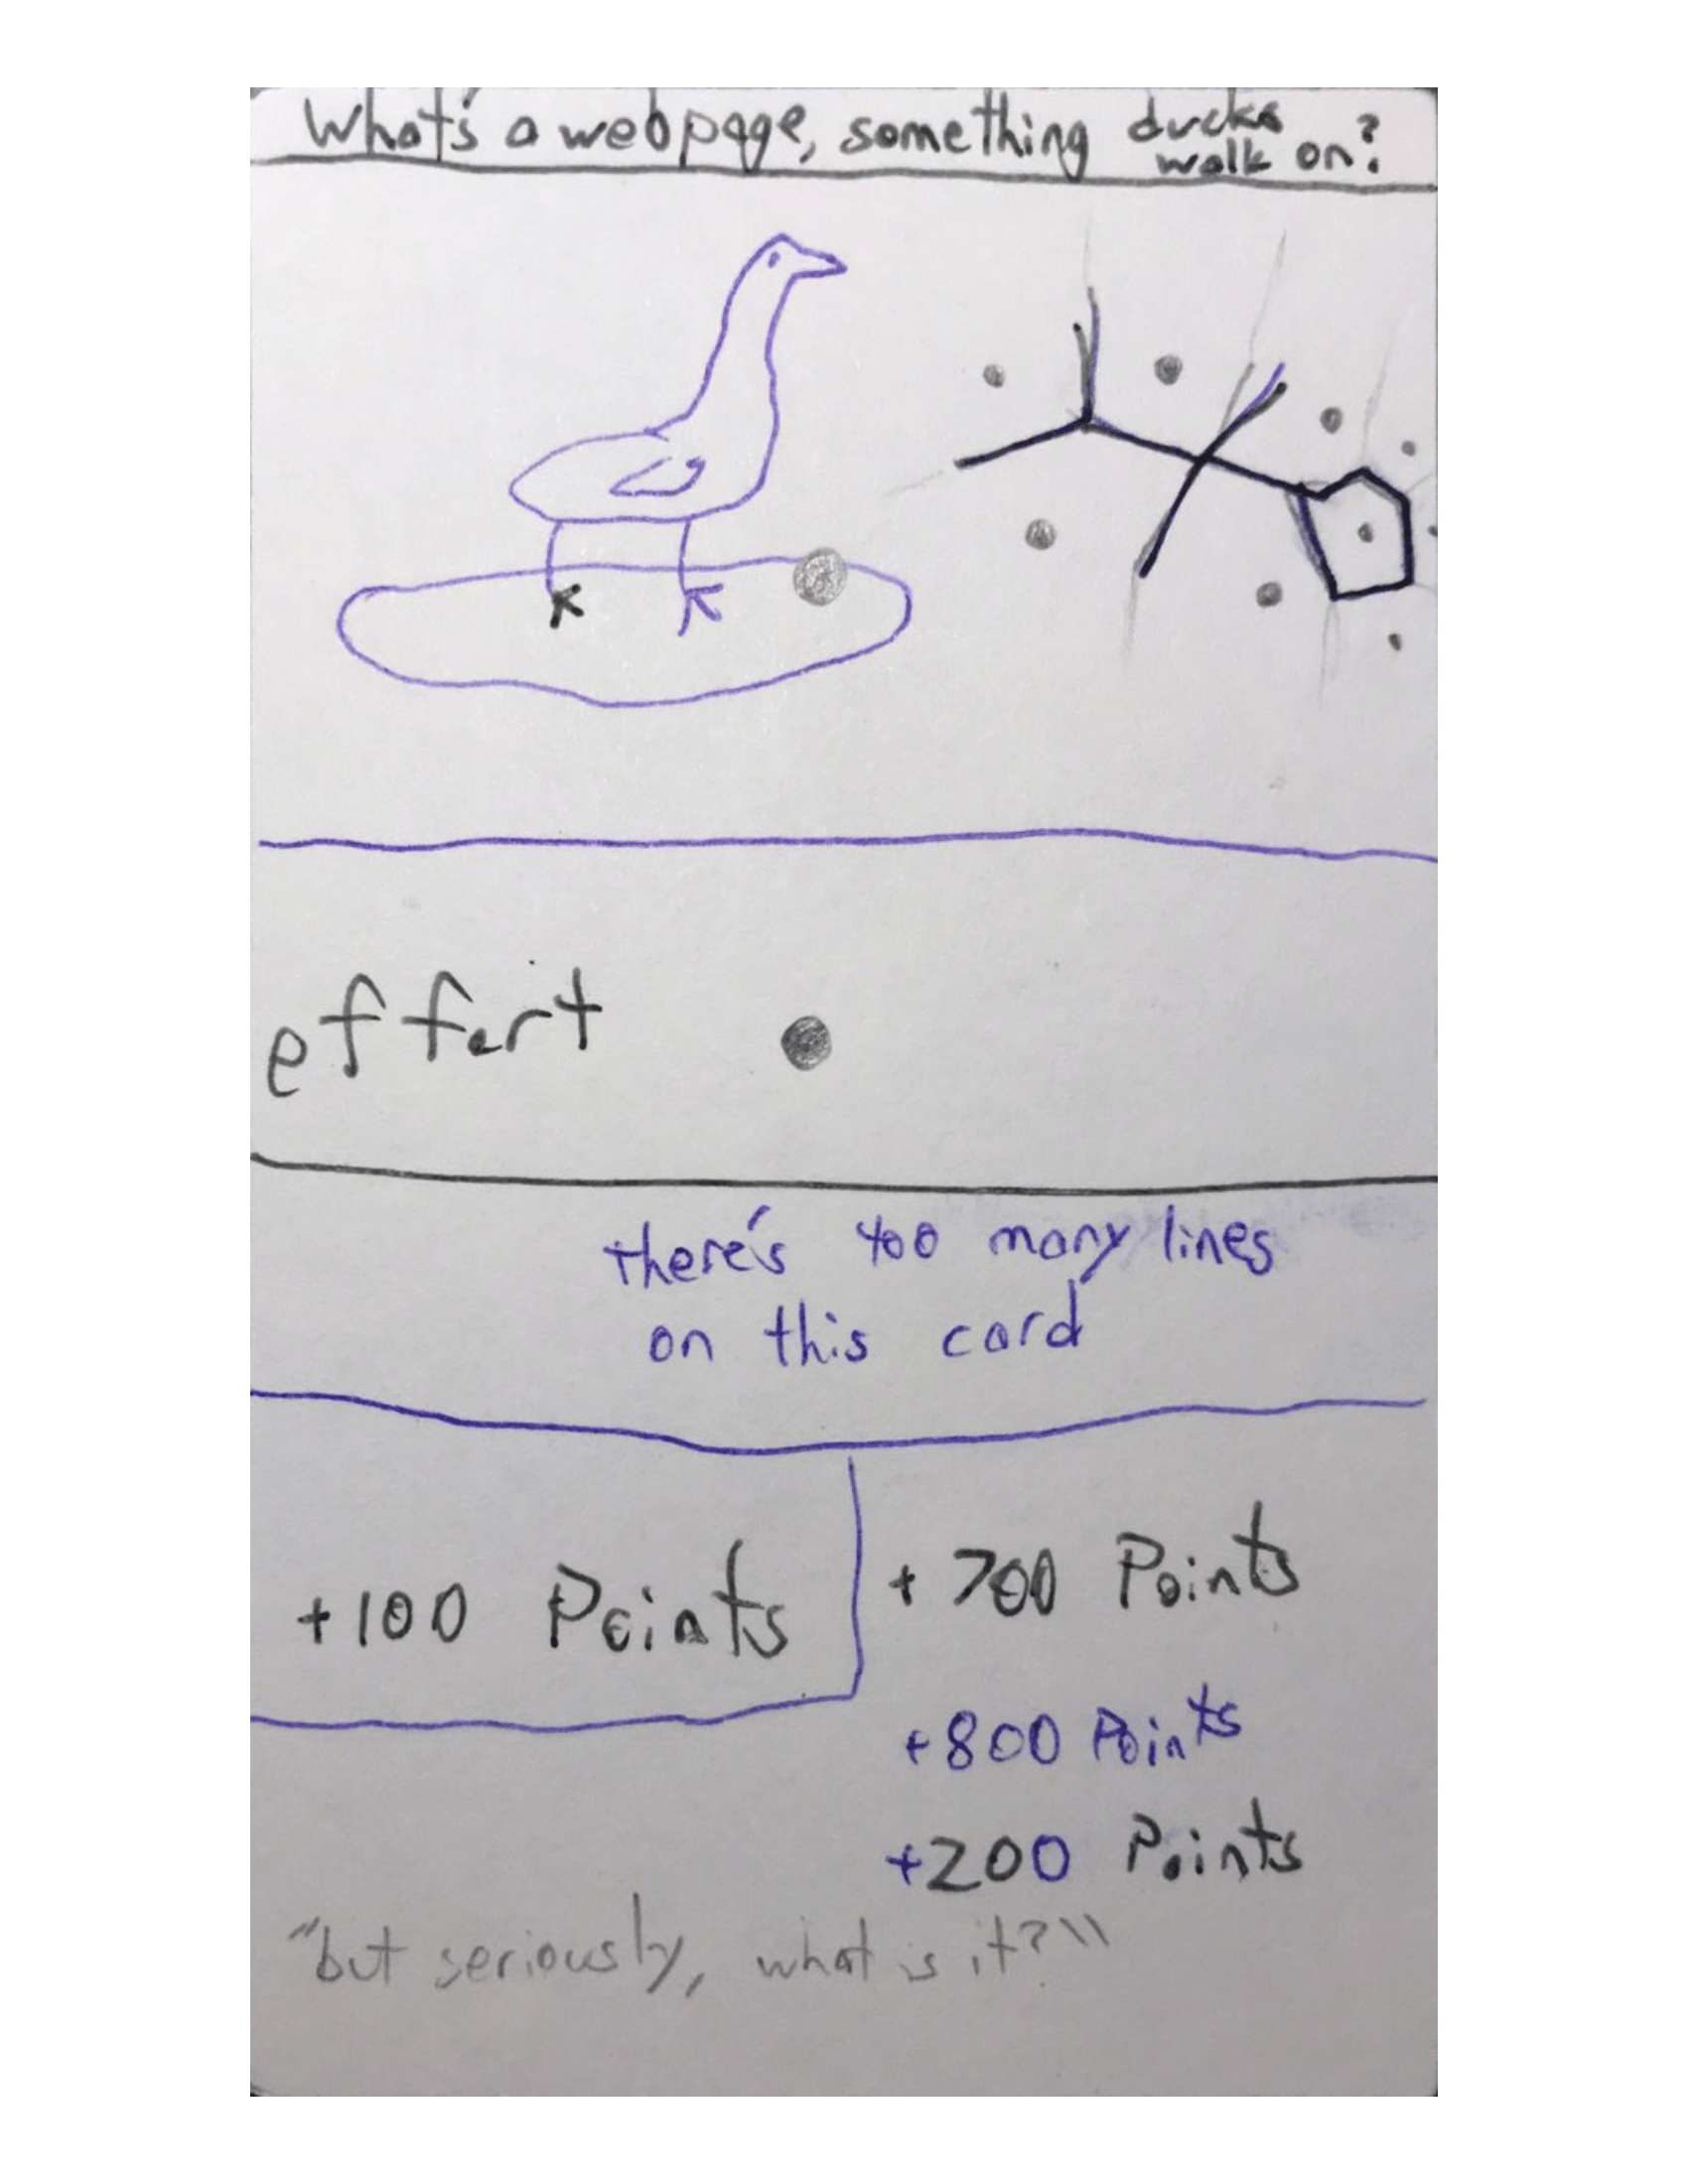 What's a webpage, something ducks
walk on?
effort
there's too many lines
on this card
+100 Points
+700 Points
+800 Points
+200 Points
"but seriously, what is it?"